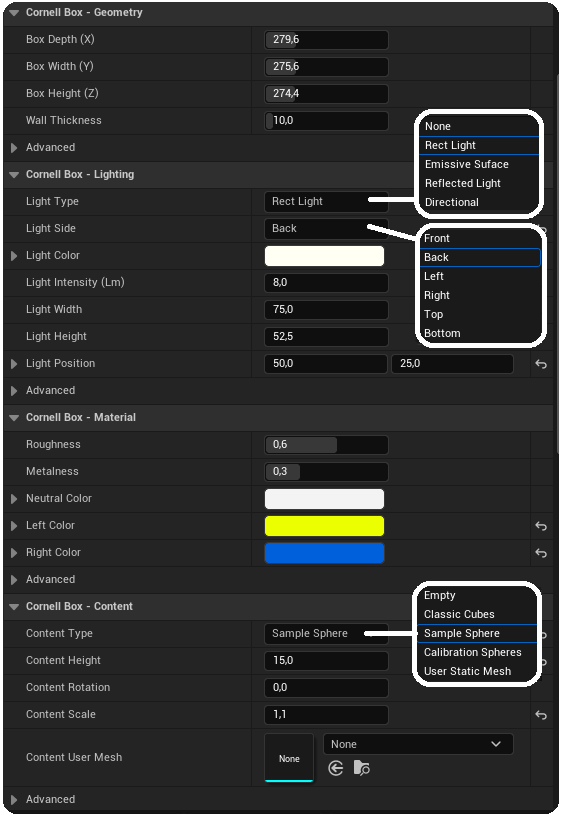 Cornell Box - Geometry
Box Depth (X) 279,6
Box Width (Y) 275,6
Box Height (Z) 274,4
Wall Thickness 10,0
Advanced
None
Rect Light
Emissive Suface
Reflected Light
Directional
Cornell Box - Lighting
Light Type Rect Light
Light Side Back
Front
Back
Left
Right
Top
Bottom
Light Color
Light Intensity (Lm) 8,0
Light Width 75,0
Light Height 52,5
Light Position 50,0 25,0
Advanced
Cornell Box - Material
Roughness 0,6
Metalness 0,3
Neutral Color
Left Color
Right Color
Advanced
Cornell Box - Content
Content Type Sample Sphere
Empty
Classic Cubes
Sample Sphere
Calibration Spheres
User Static Mesh
Content Height 15,0
Content Rotation 0,0
Content Scale 1,1
Content User Mesh None None
Advanced